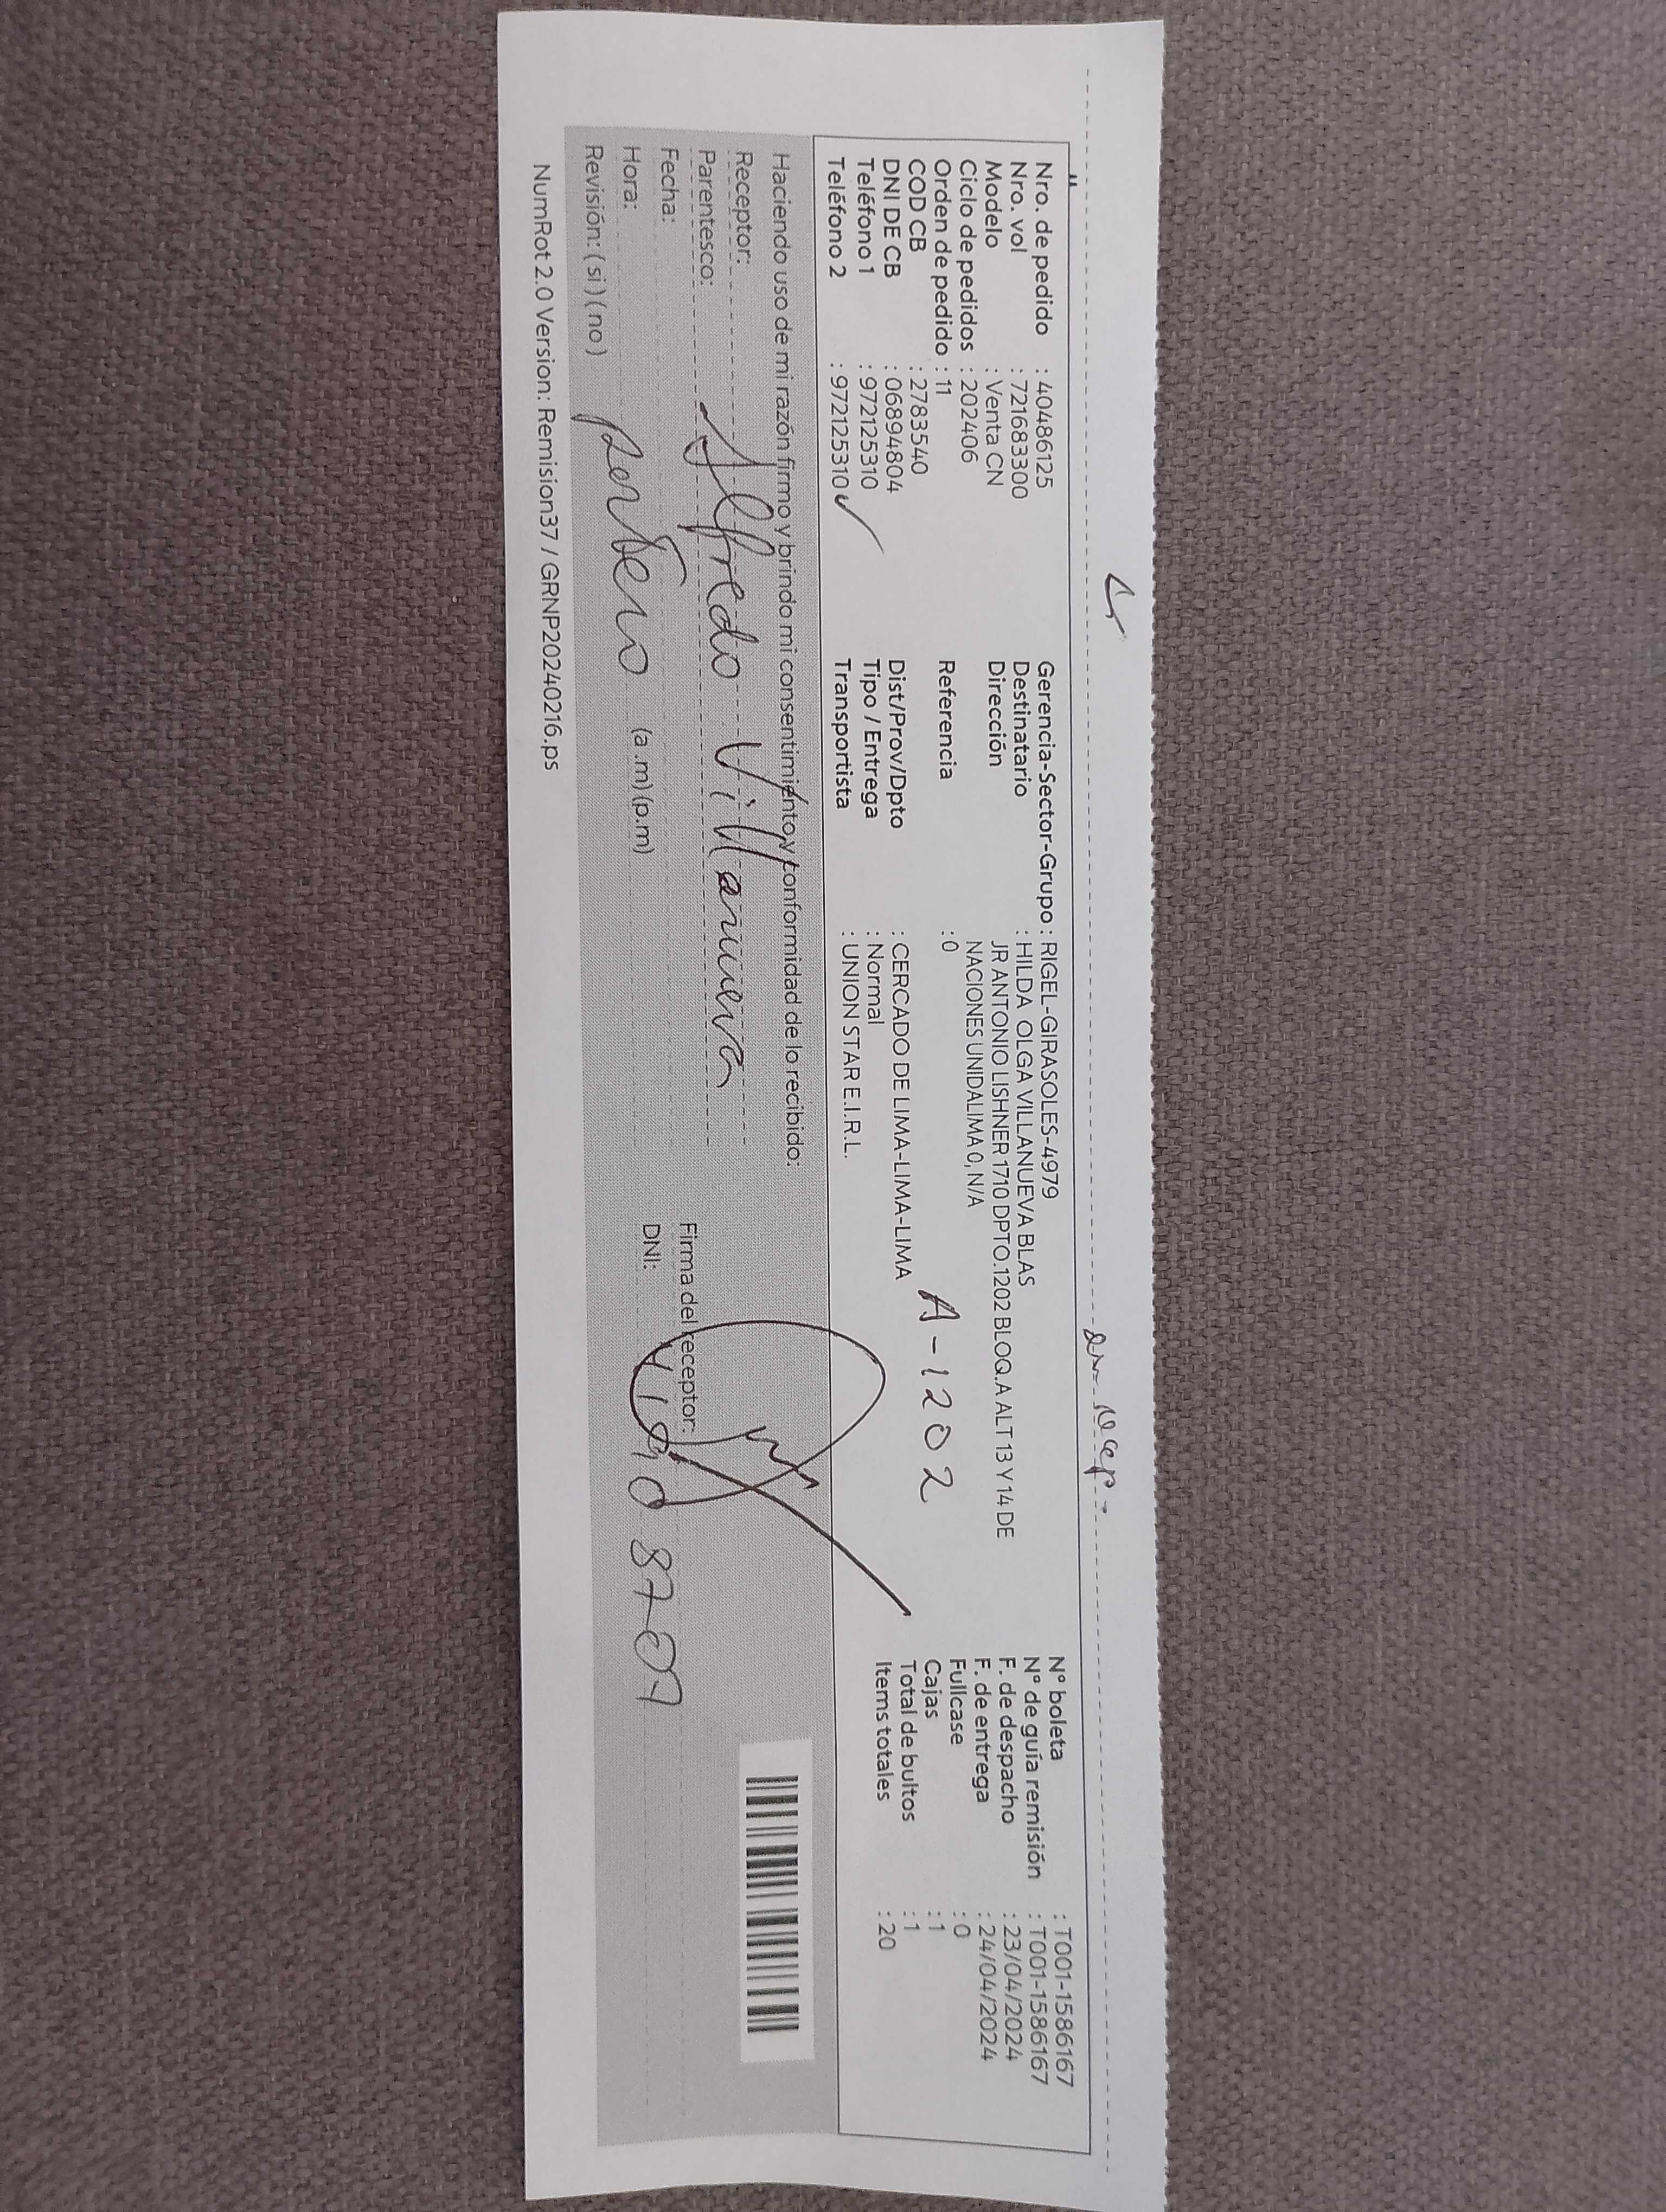 en recep-
Nro. de pedido : 40486125
Nro. vol : 721683300
Modelo : Venta CN
Ciclo de pedidos : 202406
Orden de pedido : 11
COD CB : 2783540
DNI DE CB : 06894804
Teléfono 1 : 972125310
Teléfono 2 : 972125310
Gerencia-Sector-Grupo : RIGEL-GIRASOLES-4979
Destinatario : HILDA OLGA VILLANUEVA BLAS
Dirección JR ANTONIO LISHNER 1710 DPTO.1202 BLOQ.A ALT 13 Y 14 DE
NACIONES UNIDALIMA 0, N/A
Referencia :0
A-1202
Dist/Prov/Dpto : CERCADO DE LIMA-LIMA-LIMA
Tipo / Entrega : Normal
Transportista : UNION STAR E.I.R.L.
N° boleta : T001-1586167
N° de guía remisión : T001-1586167
F. de despacho : 23/04/2024
F. de entrega : 24/04/2024
Fullcase : 0
Cajas : 1
Total de bultos : 1
Items totales : 20
Haciendo uso de mi razón firmo y brindo mi consentimiento y conformidad de lo recibido:
Receptor: Alfredo Villanueva
Parentesco:
Fecha: Portero
Hora: (a.m) (p.m)
Revisión: (si) (no)
Firma del receptor:
DNI:
NumRot 2.0 Version: Remision37 / GRNP20240216.ps